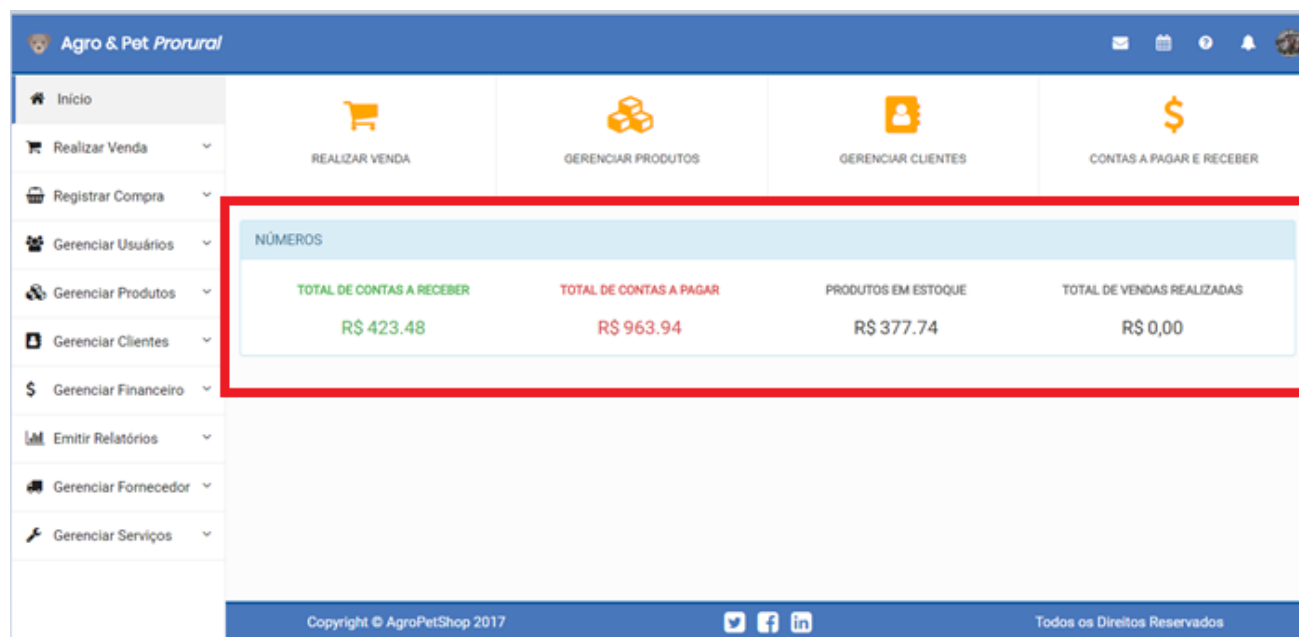 Agro & Pet Prorural
Início
Realizar Venda
Registrar Compra
Gerenciar Usuários
Gerenciar Produtos
Gerenciar Clientes
$ Gerenciar Financeiro
Emitir Relatórios
Gerenciar Fornecedor
Gerenciar Serviços
REALIZAR VENDA
GERENCIAR PRODUTOS
GERENCIAR CLIENTES
$
CONTAS A PAGAR E RECEBER
NÚMEROS
TOTAL DE CONTAS A RECEBER
R$ 423.48
TOTAL DE CONTAS A PAGAR
R$ 963.94
PRODUTOS EM ESTOQUE
R$ 377.74
TOTAL DE VENDAS REALIZADAS
R$ 0,00
Copyright © AgroPetShop 2017
Todos os Direitos Reservados